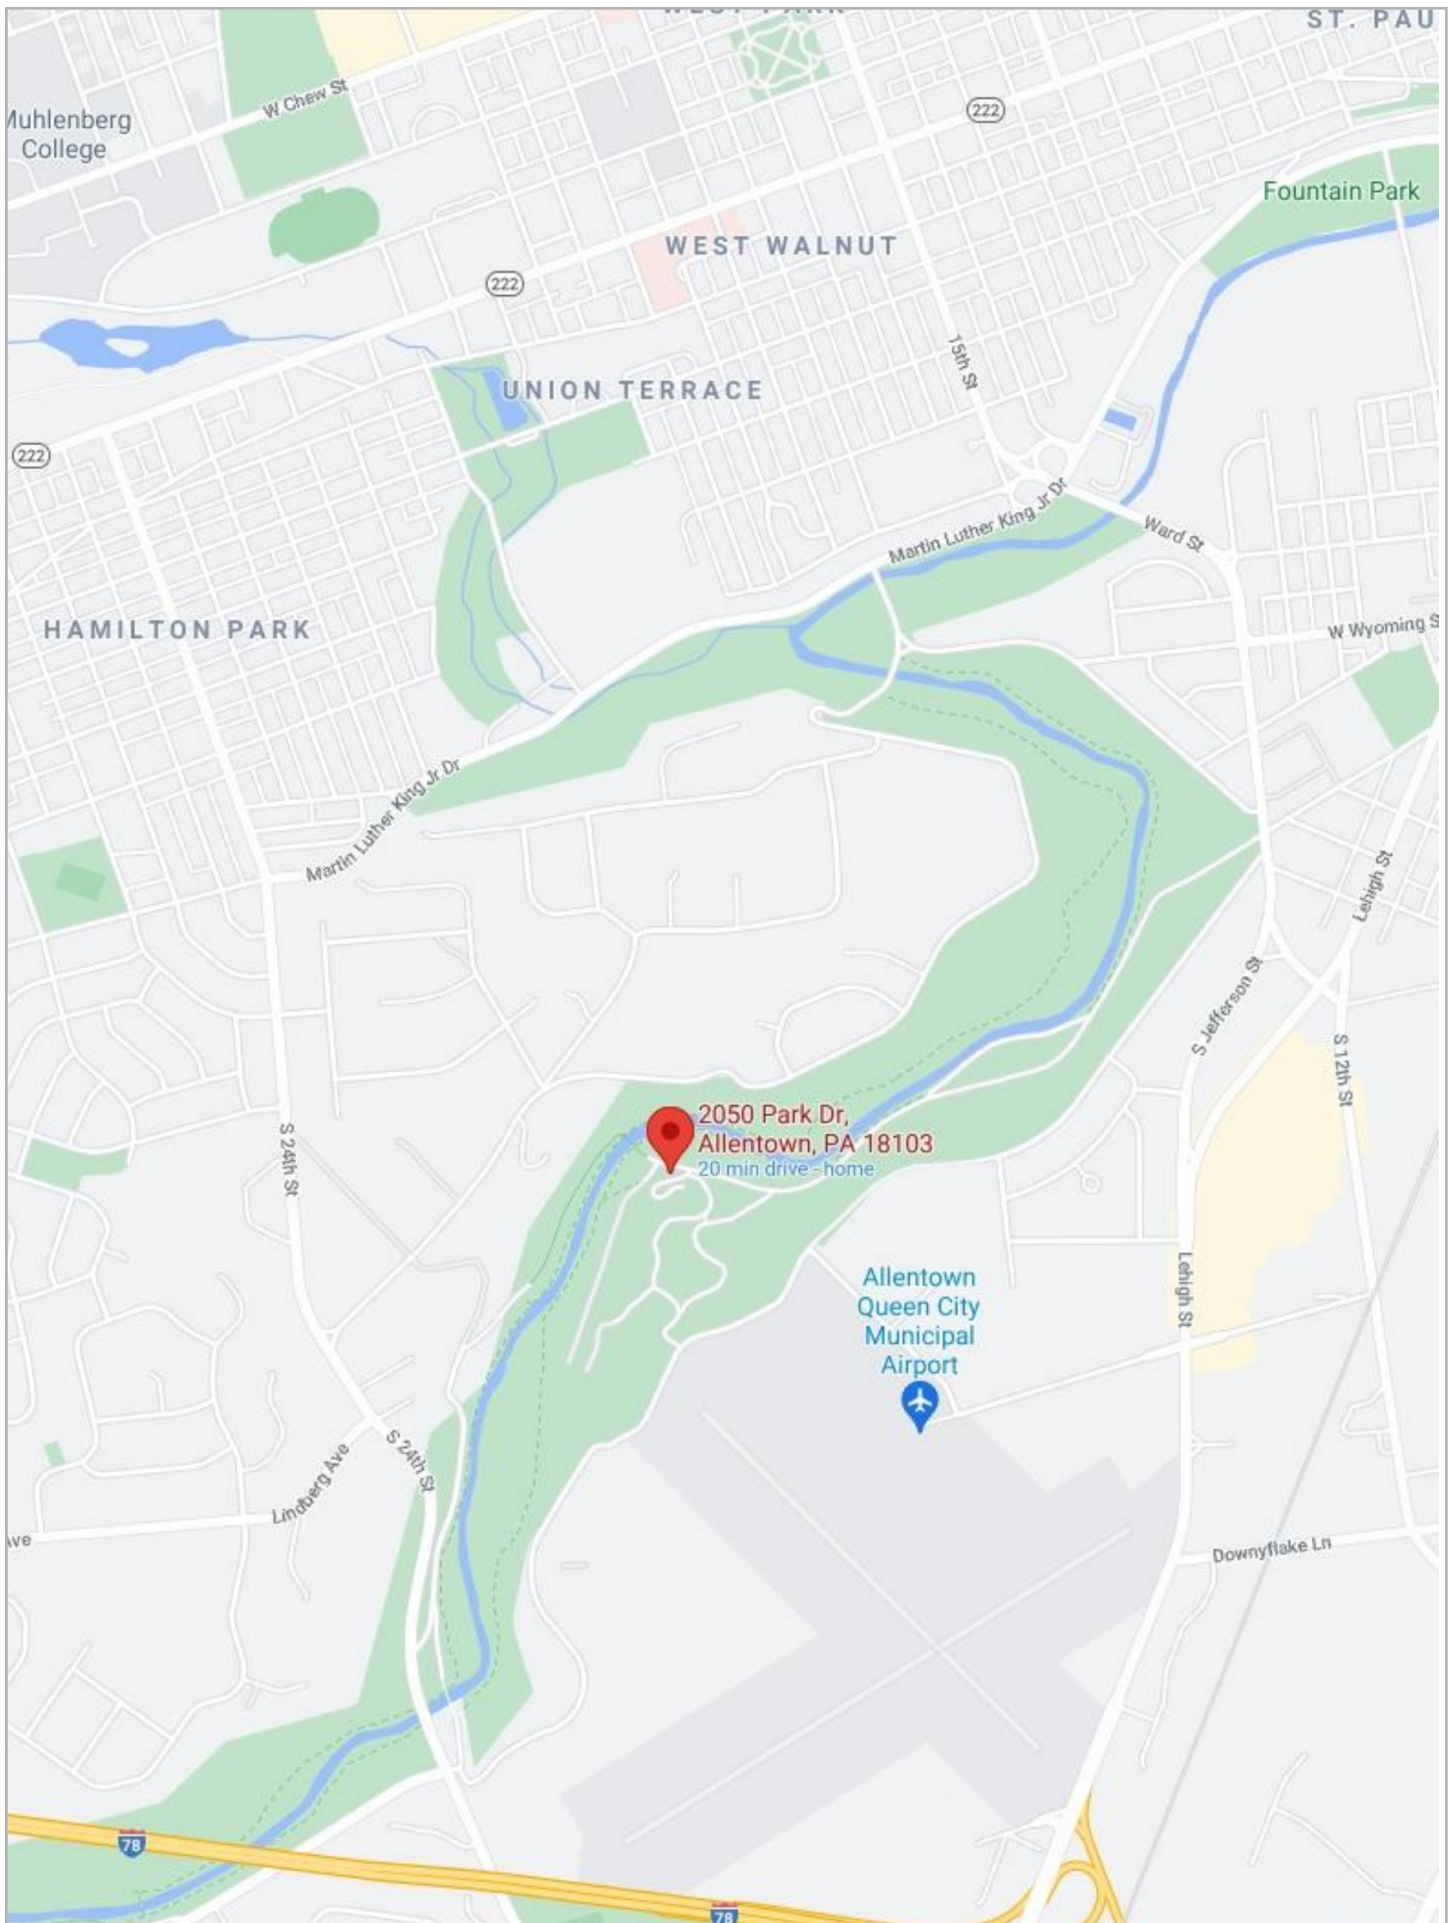 WEST PARK
ST. PAU
W Chew St
222
Muhlenberg
College
Fountain Park
WEST WALNUT
222
15th St
UNION TERRACE
222
Martin Luther King Jr Dr
Ward St
HAMILTON PARK
W Wyoming S
Martin Luther King Jr Dr
Lehigh St
S Jefferson St
S 12th St
2050 Park Dr,
Allentown, PA 18103
20 min drive - home
S 24th St
Allentown
Queen City
Municipal
Airport
Lehigh St
S 24th St
Lindberg Ave
Ave
Downyflake Ln
78
78